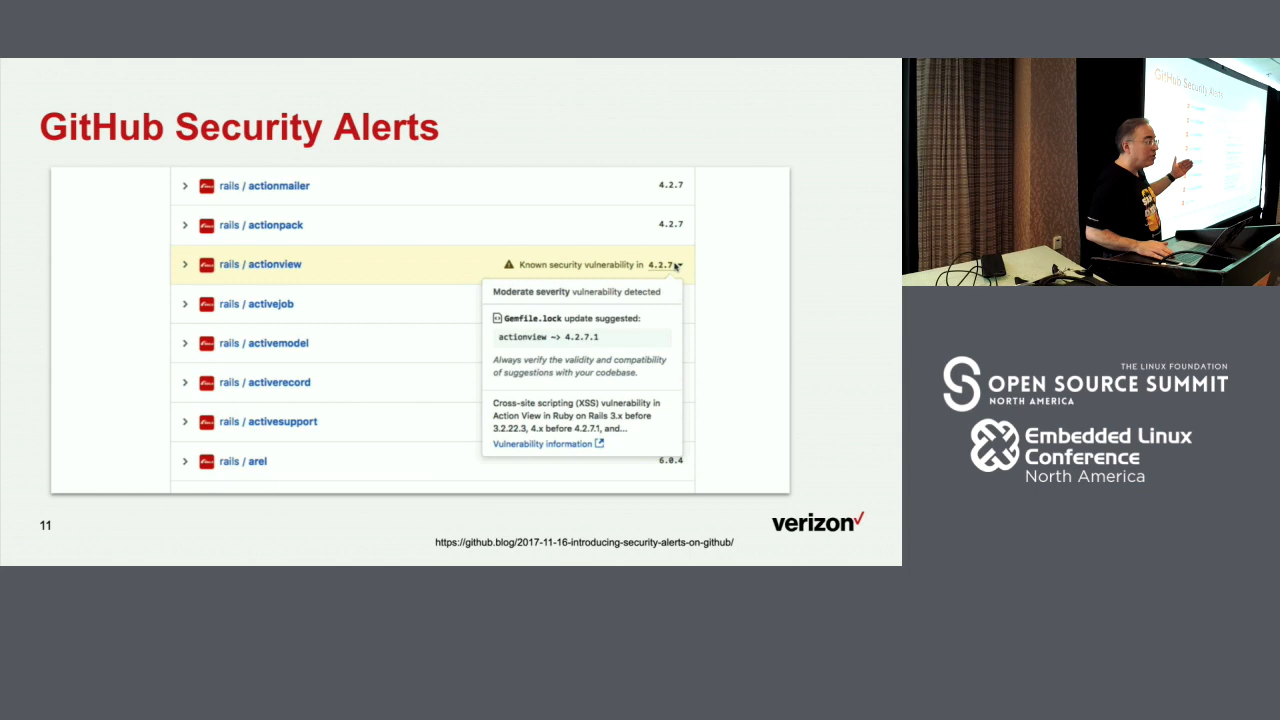 GitHub Security Alerts
rails / actionmailer 4.2.7
rails / actionpack 4.2.7
rails / actionview Known security vulnerability in 4.2.7
rails / activejob
rails / activemodel
rails / activerecord
rails / activesupport
rails / arel 6.0.4
Moderate severity vulnerability detected
Gemfile.lock update suggested:
actionview ~> 4.2.7.1
Always verify the validity and compatibility
of suggestions with your codebase.
Cross-site scripting (XSS) vulnerability in
Action View in Ruby on Rails 3.x before
3.2.22.3, 4.x before 4.2.7.1, and...
Vulnerability information
11
verizon
https://github.blog/2017-11-16-introducing-security-alerts-on-github/
GitHub Security Alerts
THE LINUX FOUNDATION
OPEN SOURCE SUMMIT
NORTH AMERICA
Embedded Linux
Conference
North America